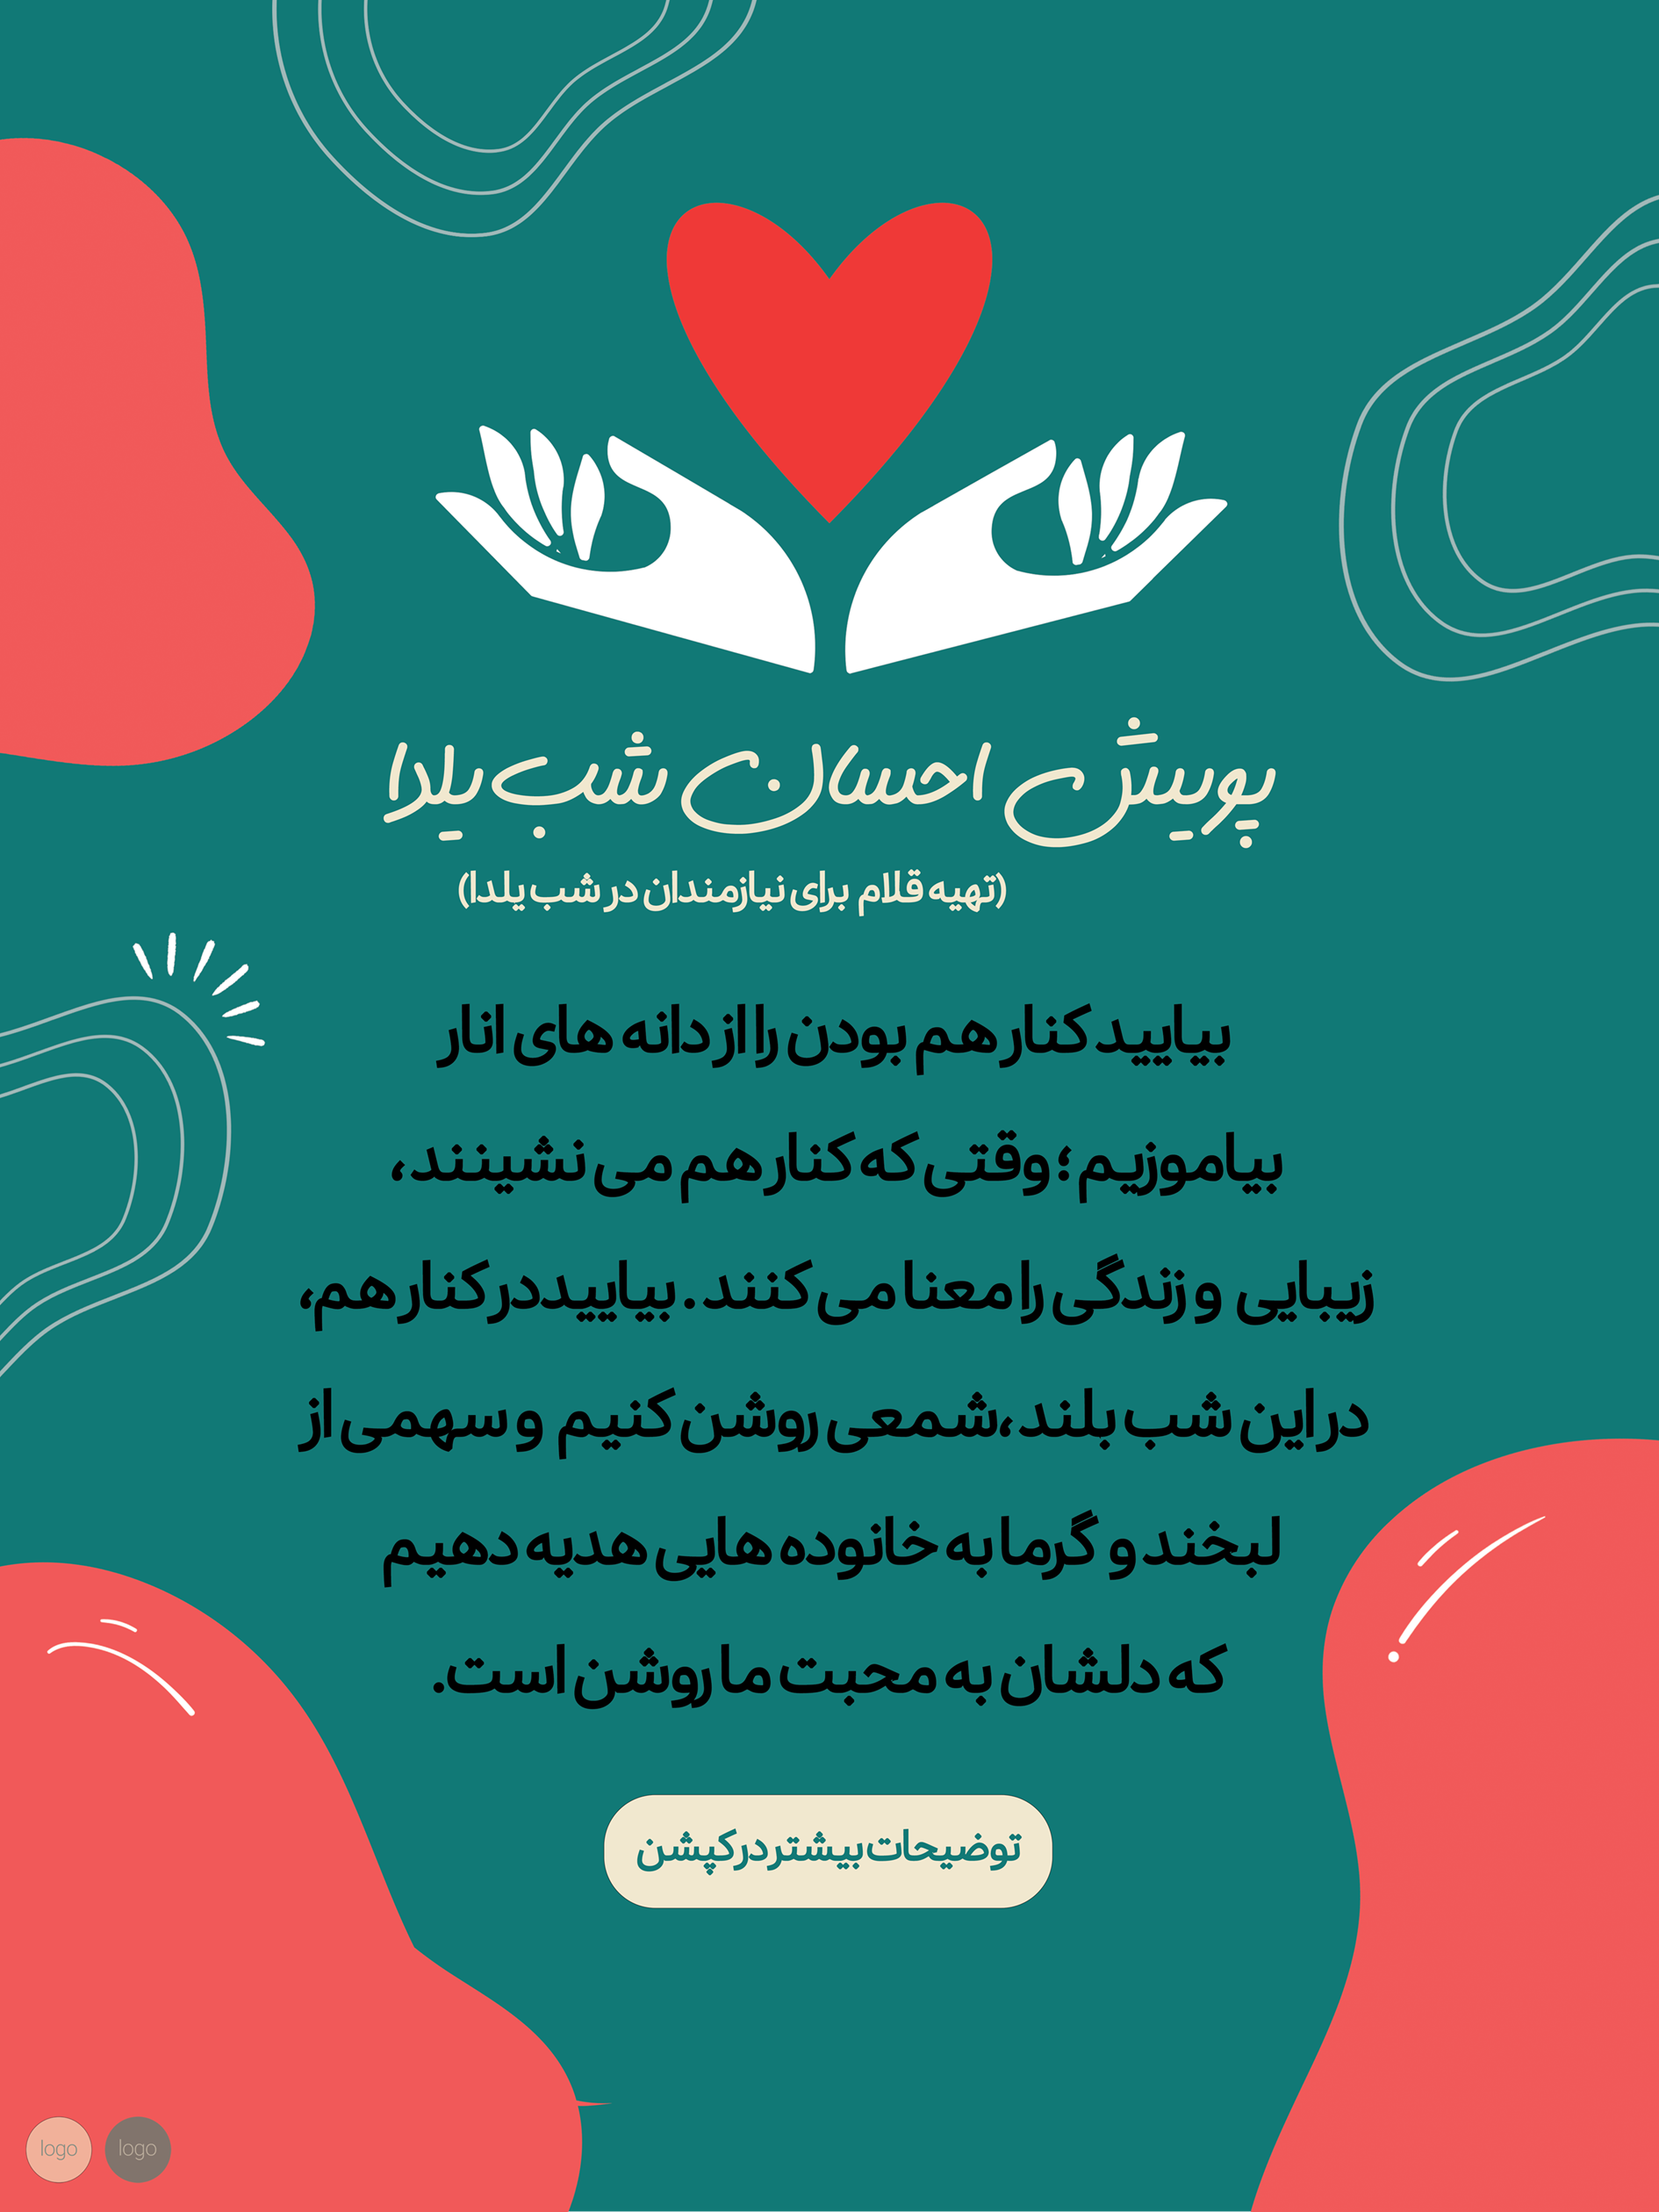 پویش احسان شب یلدا
(تهیه قلام برای نیازمندان در شب یلدا)
بیایید کنار هم بودن را از دانه های انار
بیاموزیم ؛ وقتی که کنار هم می نشینند ،
زیبایی و زندگی را معنا می کنند . بیایید در کنار هم،
در این شب بلند ، شمعی روشن کنیم و سهمی از
لبخند و گرما به خانوده هایی هدیه دهیم
که دلشان به محبت ما روشن است.
توضیحات بیشتر در کپشن
logo logo